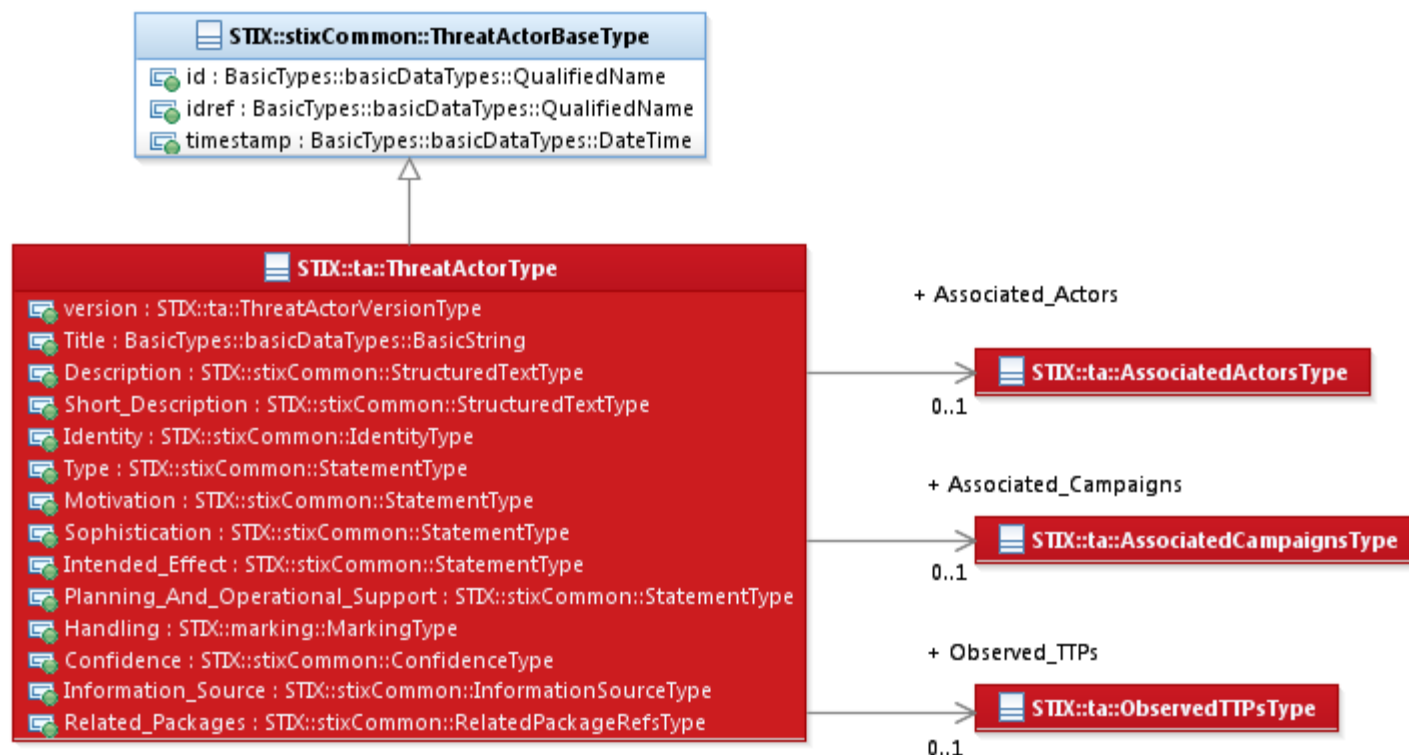 STIX::stixCommon::ThreatActorBaseType
id : BasicTypes::basicDataTypes::QualifiedName
idref : BasicTypes::basicDataTypes::QualifiedName
timestamp : BasicTypes::basicDataTypes::DateTime
STIX::ta::ThreatActorType
version : STIX::ta::ThreatActorVersionType
Title : BasicTypes::basicDataTypes::BasicString
Description : STIX::stixCommon::StructuredTextType
Short_Description : STIX::stixCommon::StructuredTextType
Identity : STIX::stixCommon::IdentityType
Type : STIX::stixCommon::StatementType
Motivation : STIX::stixCommon::StatementType
Sophistication : STIX::stixCommon::StatementType
Intended_Effect : STIX::stixCommon::StatementType
Planning_And_Operational_Support : STIX::stixCommon::StatementType
Handling : STIX::marking::MarkingType
Confidence : STIX::stixCommon::ConfidenceType
Information_Source : STIX::stixCommon::InformationSourceType
Related_Packages : STIX::stixCommon::RelatedPackageRefsType
+ Associated_Actors
STIX::ta::AssociatedActorsType
0..1
+ Associated_Campaigns
STIX::ta::AssociatedCampaignsType
0..1
+ Observed_TTPs
STIX::ta::ObservedTTPsType
0..1